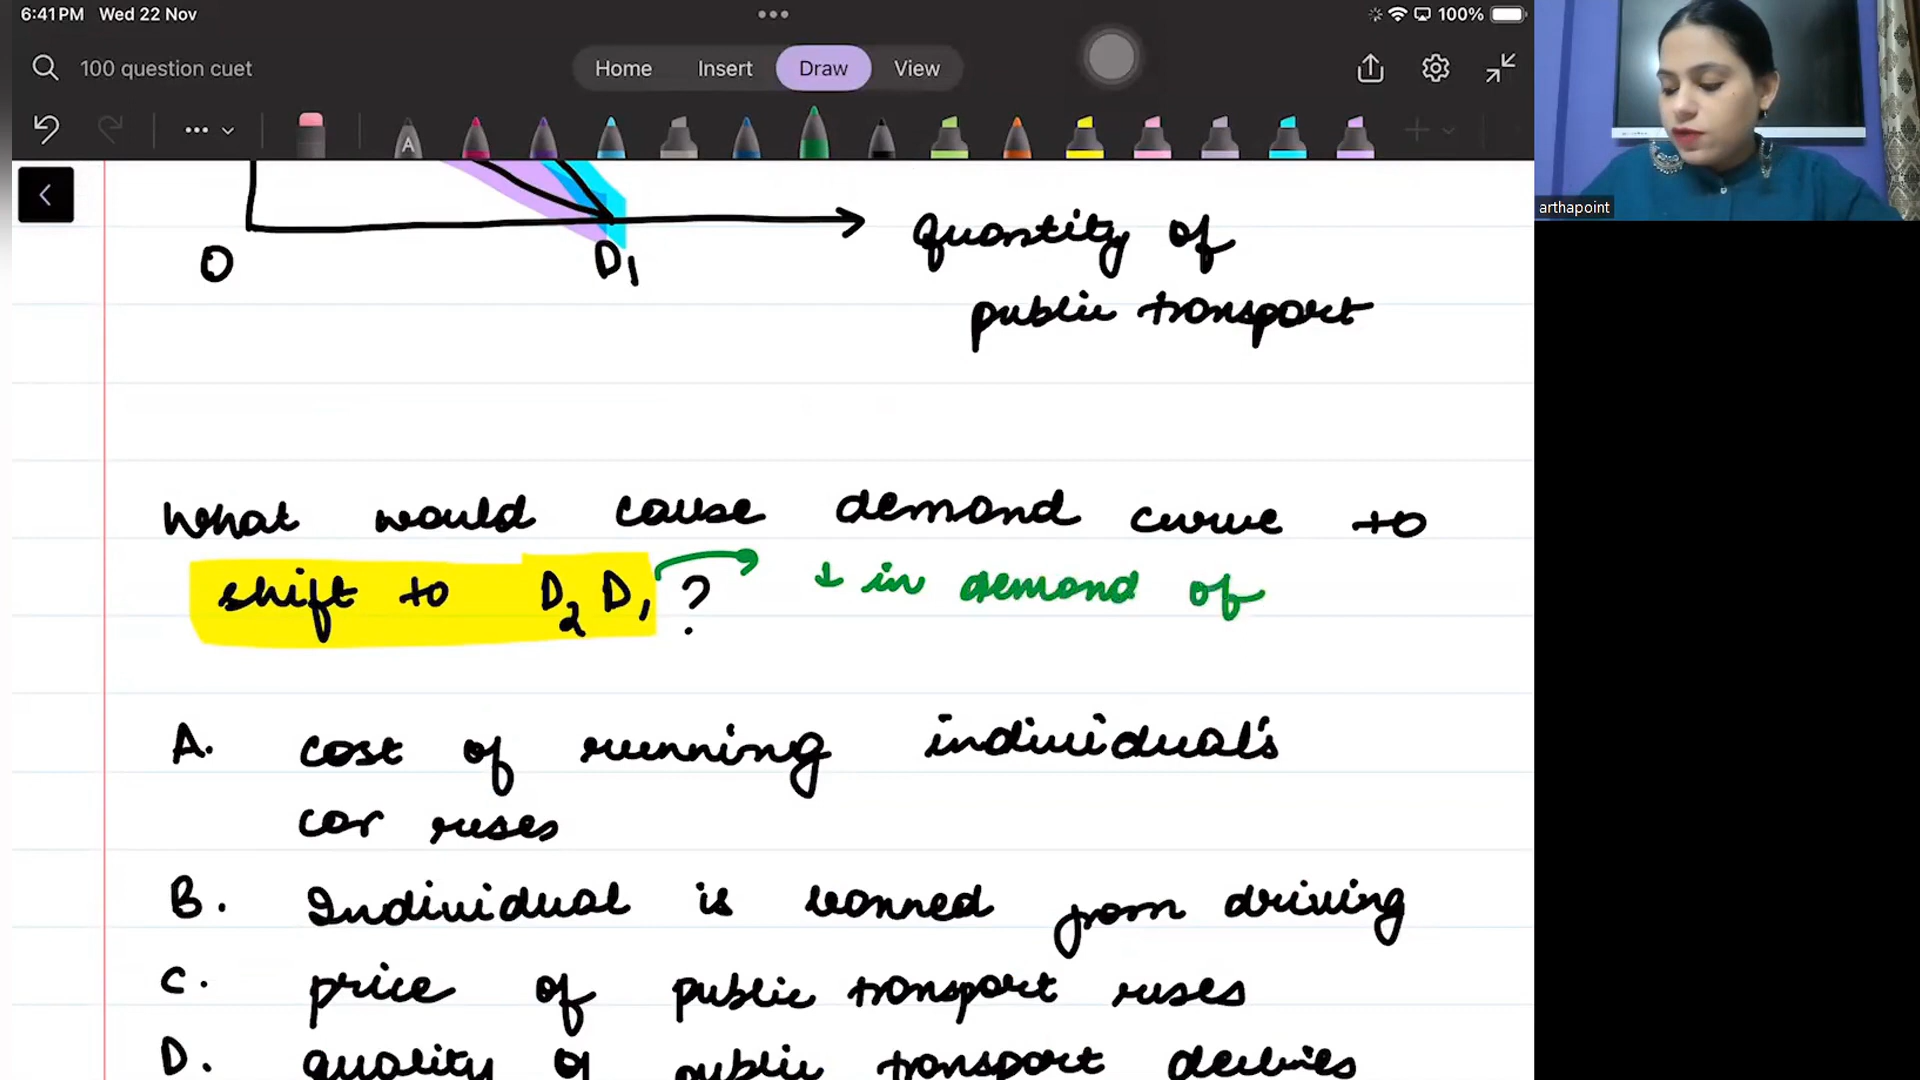 6:41 PM Wed 22 Nov
100%
100 question cuet
Home Insert Draw View
A
arthapoint
O D1 quantity of
public transport
What would cause demand curve to
shift to D2 D1 ? ↓ in demand of
A. cost of running individual's
car rises
B. Individual is banned from driving
C. price of public transport rises
D. quality of public transport declines